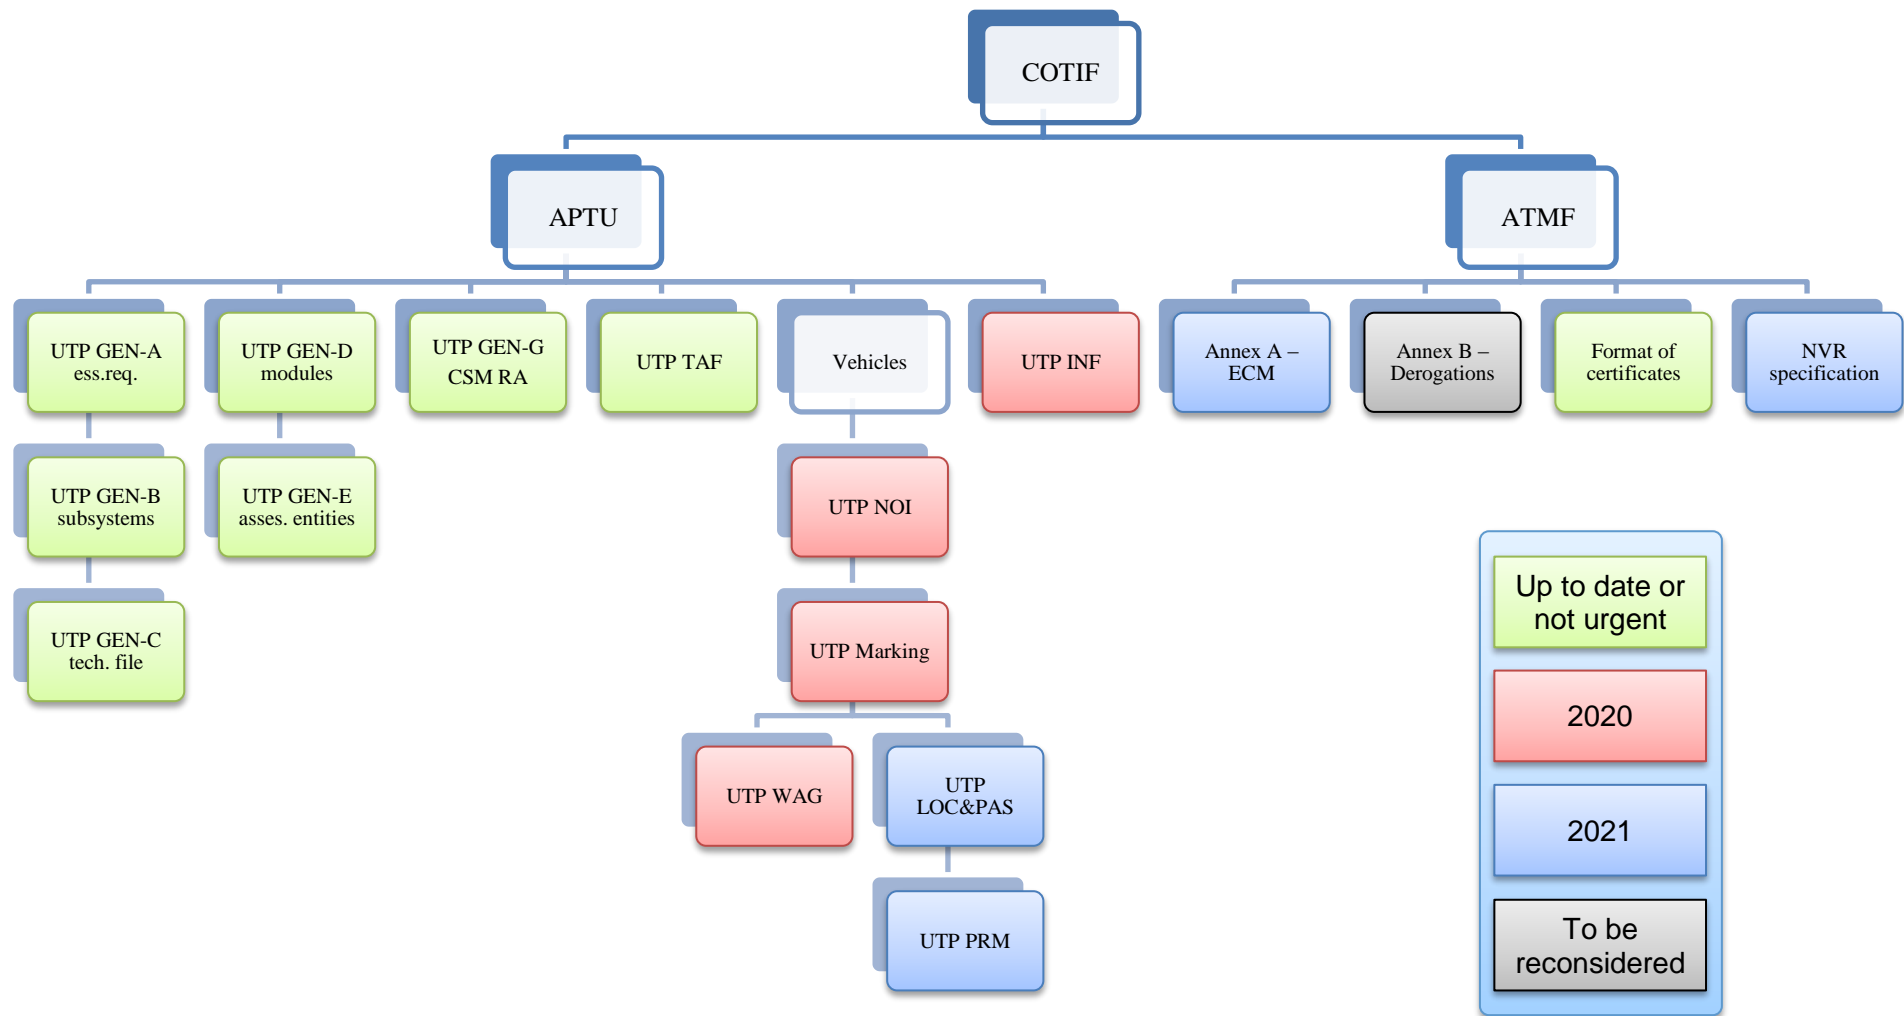 COTIF
APTU
ATMF
UTP GEN-A
ess.req.
UTP GEN-D
modules
UTP GEN-G
CSM RA
UTP TAF
Vehicles
UTP INF
Annex A –
ECM
Annex B –
Derogations
Format of
certificates
NVR
specification
UTP GEN-B
subsystems
UTP GEN-E
asses. entities
UTP NOI
UTP GEN-C
tech. file
UTP Marking
UTP WAG
UTP
LOC&PAS
UTP PRM
Up to date or
not urgent
2020
2021
To be
reconsidered